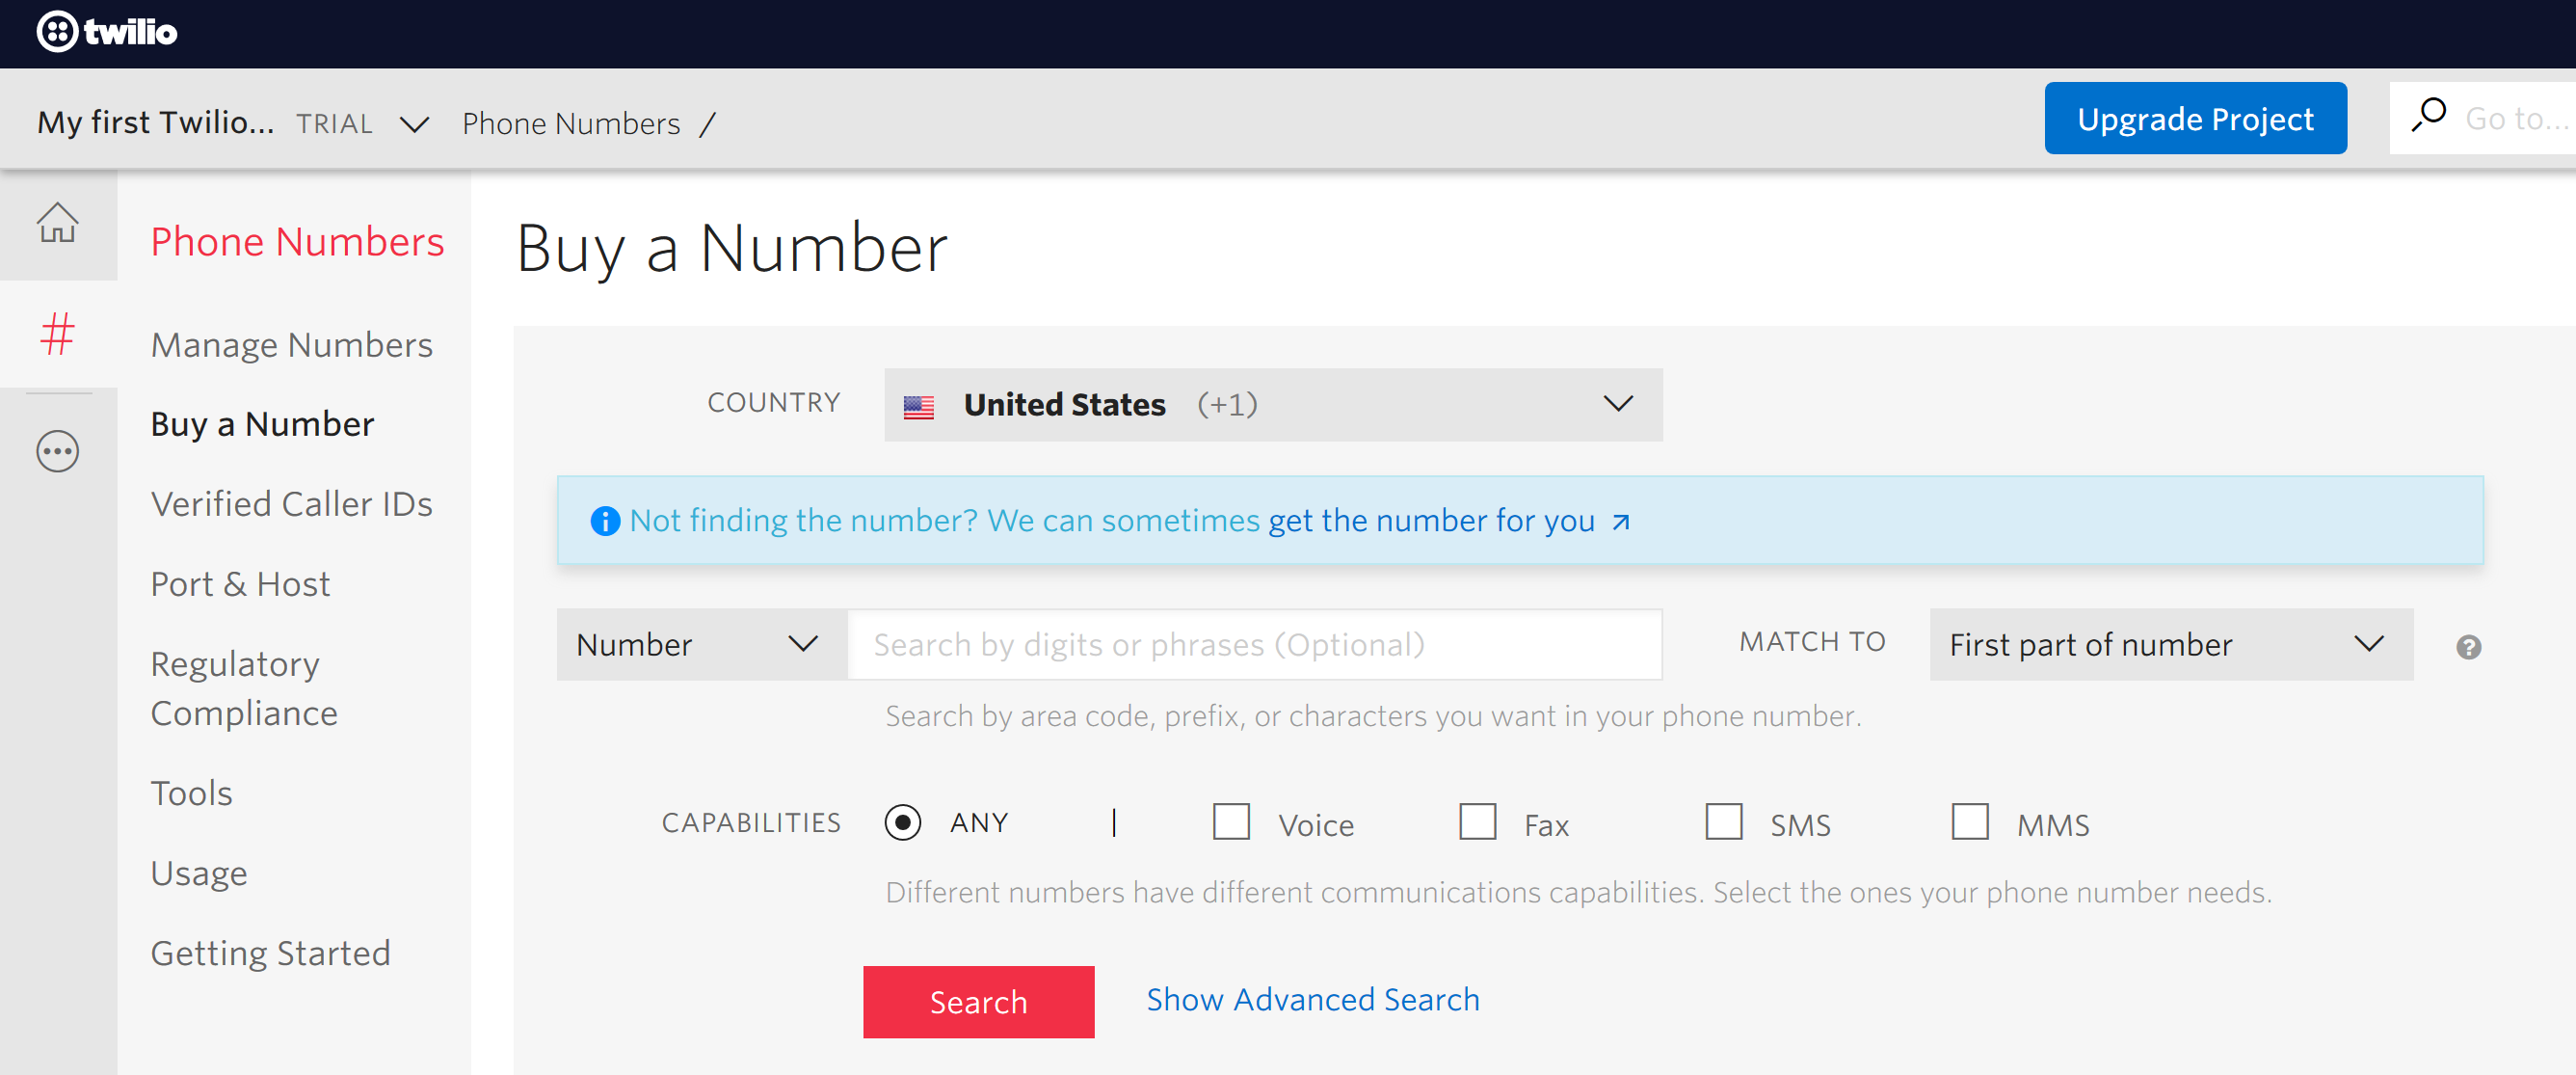 twilio
My first Twilio... TRIAL Phone Numbers /
Upgrade Project
Go to...
Phone Numbers
#
Manage Numbers
Buy a Number
Verified Caller IDs
Port & Host
Regulatory
Compliance
Tools
Usage
Getting Started
Buy a Number
COUNTRY United States (+1)
Not finding the number? We can sometimes get the number for you
Number Search by digits or phrases (Optional) MATCH TO First part of number ?
Search by area code, prefix, or characters you want in your phone number.
CAPABILITIES ANY | Voice Fax SMS MMS
Different numbers have different communications capabilities. Select the ones your phone number needs.
Search Show Advanced Search